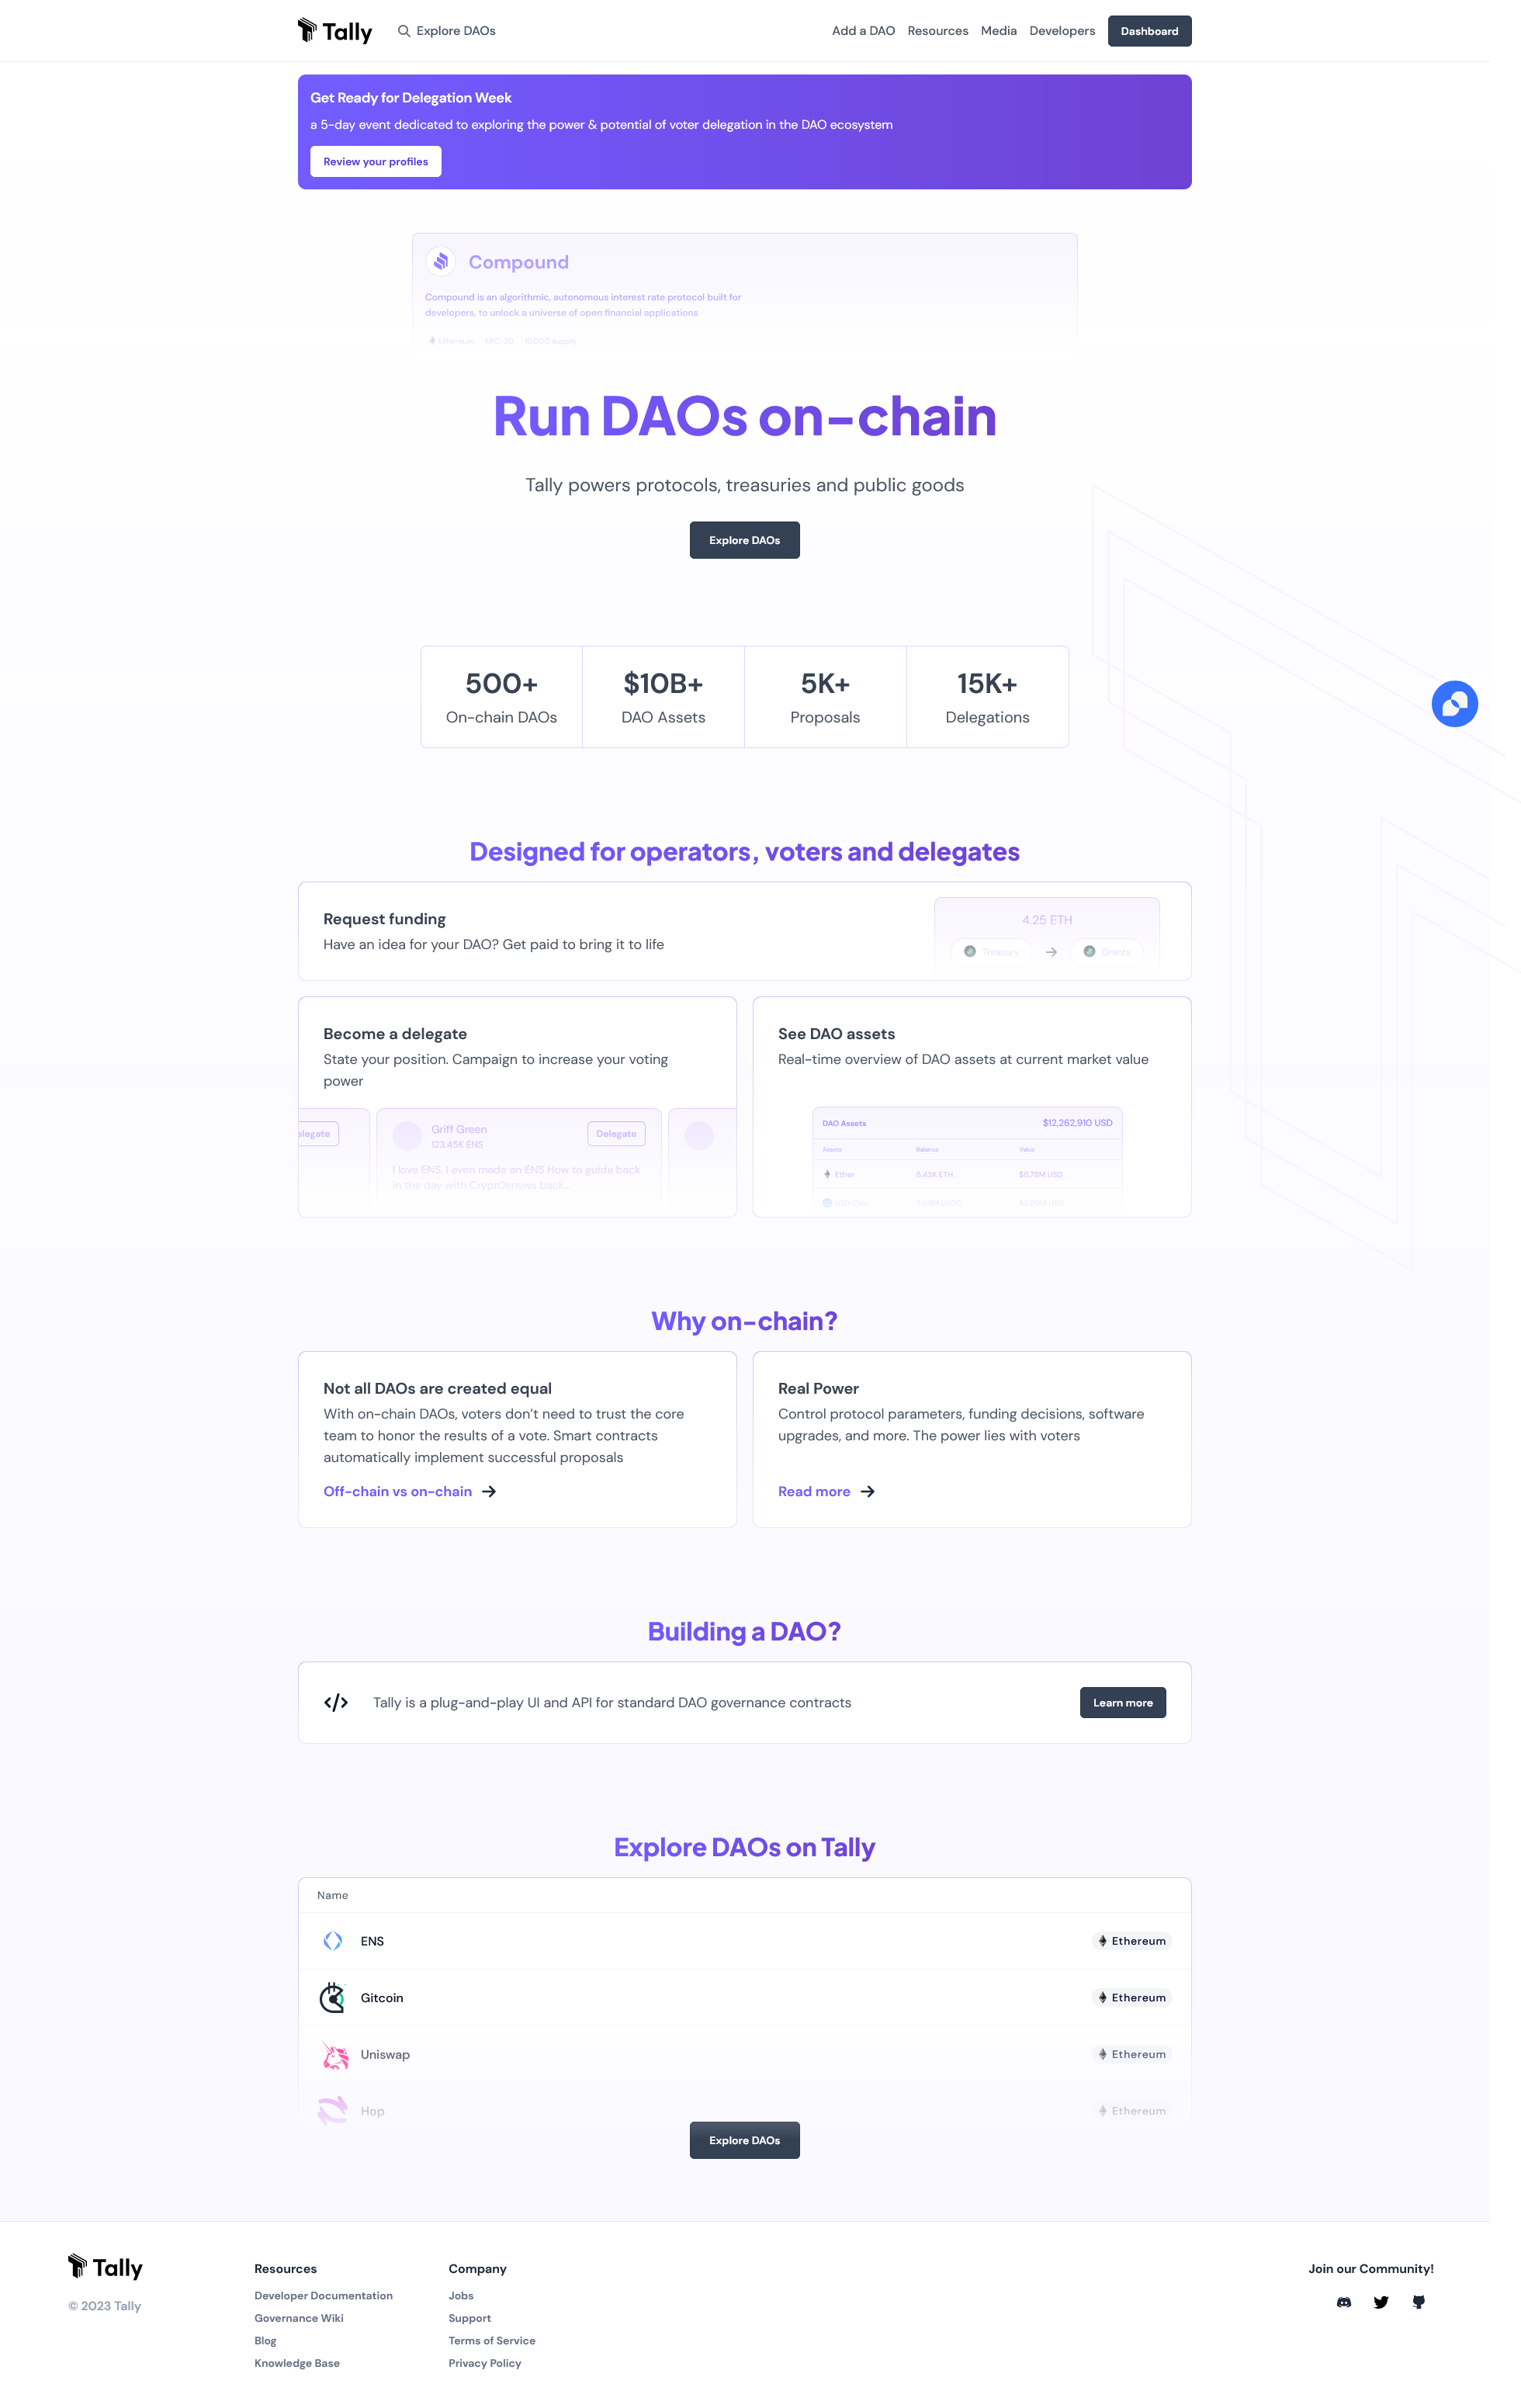 Tally
Explore DAOs
Add a DAO
Resources
Media
Developers
Dashboard
Get Ready for Delegation Week
a 5-day event dedicated to exploring the power & potential of voter delegation in the DAO ecosystem
Review your profiles
Compound
Compound is an algorithmic, autonomous interest rate protocol built for
developers, to unlock a universe of open financial applications
Ethereum ERC-20 10.000 supply
Run DAOs on-chain
Tally powers protocols, treasuries and public goods
Explore DAOs
500+
On-chain DAOs
$10B+
DAO Assets
5K+
Proposals
15K+
Delegations
Designed for operators, voters and delegates
Request funding
Have an idea for your DAO? Get paid to bring it to life
4.25 ETH
Treasury
Grants
Become a delegate
State your position. Campaign to increase your voting
power
elegate
Griff Green
123.45K ENS
Delegate
I love ENS. I even made an ENS How to guide back
in the day with Crypt0snews back...
See DAO assets
Real-time overview of DAO assets at current market value
DAO Assets $12,262,910 USD
Assets Balance Value
Ether 5.43K ETH $8.78M USD
USD Coin 2.09M USDC $2.09M USD
Why on-chain?
Not all DAOs are created equal
With on-chain DAOs, voters don’t need to trust the core
team to honor the results of a vote. Smart contracts
automatically implement successful proposals
Off-chain vs on-chain
Real Power
Control protocol parameters, funding decisions, software
upgrades, and more. The power lies with voters
Read more
Building a DAO?
Tally is a plug-and-play UI and API for standard DAO governance contracts
Learn more
Explore DAOs on Tally
Name
ENS Ethereum
Gitcoin Ethereum
Uniswap Ethereum
Hop Ethereum
Explore DAOs
Tally
© 2023 Tally
Resources
Developer Documentation
Governance Wiki
Blog
Knowledge Base
Company
Jobs
Support
Terms of Service
Privacy Policy
Join our Community!